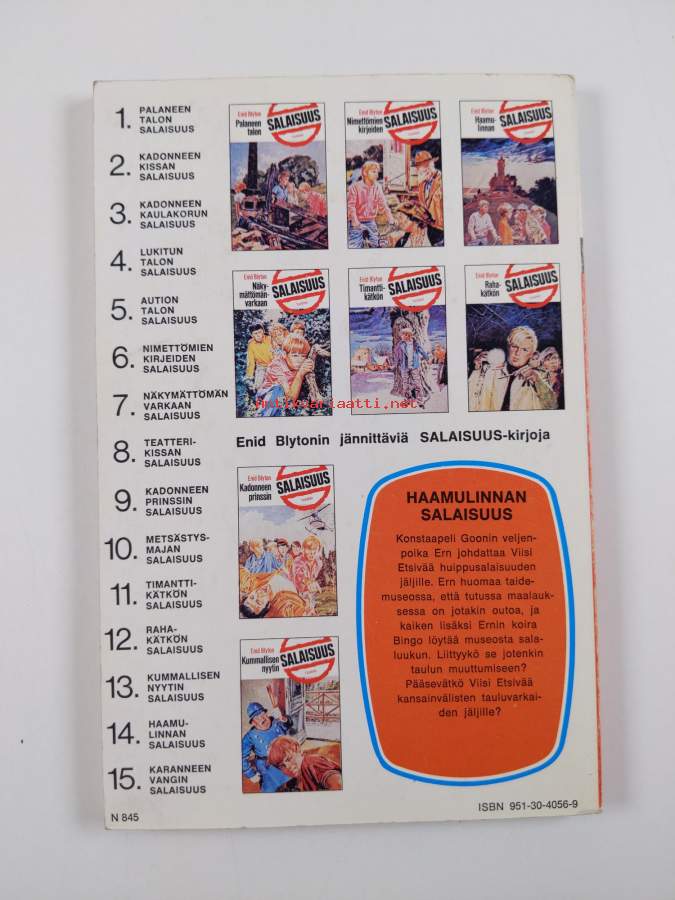 1. PALANEEN
TALON
SALAISUUS
2. KADONNEEN
KISSAN
SALAISUUS
3. KADONNEEN
KAULAKORUN
SALAISUUS
4. LUKITUN
TALON
SALAISUUS
5. AUTION
TALON
SALAISUUS
6. NIMETTÖMIEN
KIRJEIDEN
SALAISUUS
7. NÄKYMÄTTÖMÄN
VARKAAN
SALAISUUS
8. TEATTERI-
KISSAN
SALAISUUS
9. KADONNEEN
PRINSSIN
SALAISUUS
10. METSÄSTYS-
MAJAN
SALAISUUS
11. TIMANTTI-
KÄTKÖN
SALAISUUS
12. RAHA-
KÄTKÖN
SALAISUUS
13. KUMMALLISEN
NYYTIN
SALAISUUS
14. HAAMU-
LINNAN
SALAISUUS
15. KARANNEEN
VANGIN
SALAISUUS
Enid Blyton
Palaneen
talon
SALAISUUS
Enid Blyton
Nimettömien
kirjeiden
SALAISUUS
Enid Blyton
Haamu-
linnan
SALAISUUS
Enid Blyton
Näky-
mättömän
varkaan
SALAISUUS
Enid Blyton
Timantti-
kätkön
SALAISUUS
Enid Blyton
Raha-
kätkön
SALAISUUS
Antikvariaatti.net
Enid Blytonin jännittäviä SALAISUUS-kirjoja
Enid Blyton
Kadonneen
prinssin
SALAISUUS
Enid Blyton
Kummallisen
nyytin
SALAISUUS
HAAMULINNAN
SALAISUUS
Konstaapeli Goonin veljen-
poika Ern johdattaa Viisi
Etsivää huippusalaisuuden
jäljille. Ern huomaa taide-
museossa, että tutussa maalauk-
sessa on jotakin outoa, ja
kaiken lisäksi Ernin koira
Bingo löytää museosta sala-
luukun. Liittyykö se jotenkin
taulun muuttumiseen?
Pääsevätkö Viisi Etsivää
kansainvälisten tauluvarkai-
den jäljille?
N 845
ISBN 951-30-4056-9